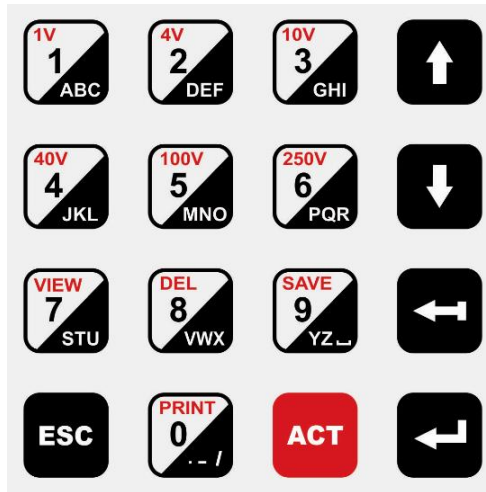 1V 4V 10V
1 2 3
ABC DEF GHI
40V 100V 250V
4 5 6
JKL MNO PQR
VIEW DEL SAVE
7 8 9
STU VWX YZ⎵
PRINT
ESC 0 ACT
. - /